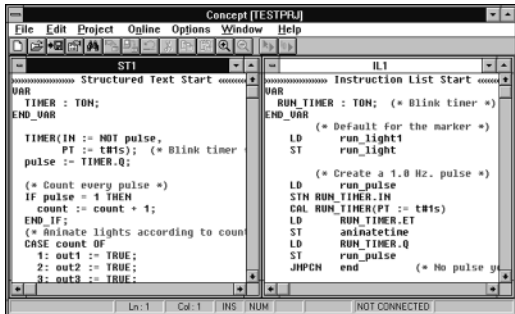 Concept [TESTPRJ]
File Edit Project Online Options Window Help
ST1
»»»»»»»»» Structured Text Start «««««««
VAR
TIMER : TON;
END_VAR
TIMER(IN := NOT pulse,
PT := t#1s); (* Blink timer
pulse := TIMER.Q;
(* Count every pulse *)
IF pulse = 1 THEN
count := count + 1;
END_IF;
(* Animate lights according to count
CASE count OF
1: out1 := TRUE;
2: out2 := TRUE;
3: out3 := TRUE;
IL1
»»»»»»»»» Instruction List Start «««««««
VAR
RUN_TIMER : TON; (* Blink timer *)
END_VAR
(* Default for the marker *)
LD run_light1
ST run_light
(* Create a 1.0 Hz. pulse *)
LD run_pulse
STN RUN_TIMER.IN
CAL RUN_TIMER(PT := t#1s)
LD RUN_TIMER.ET
ST animatetime
LD RUN_TIMER.Q
ST run_pulse
JMPCN end (* No pulse ye
Ln: 1 Col: 1 INS NUM NOT CONNECTED